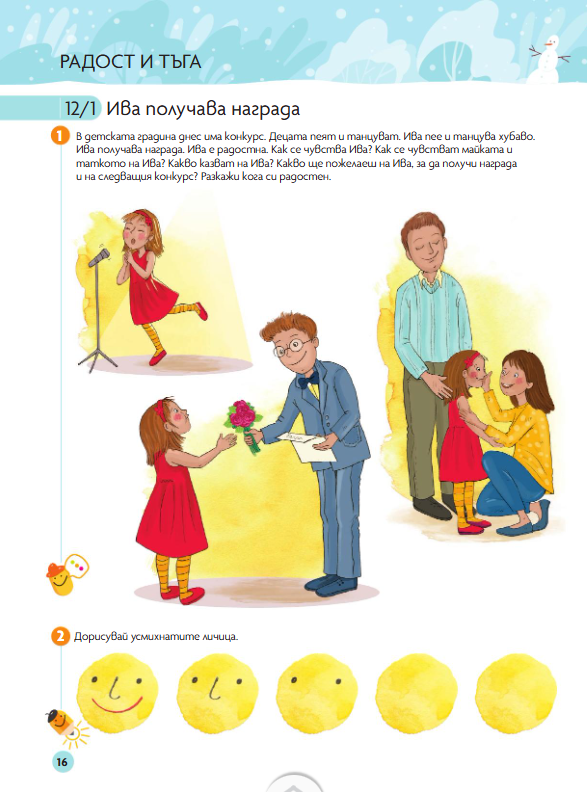 РАДОСТ И ТЪГА
12/1 Ива получава награда
1 В детската градина днес има конкурс. Децата пеят и танцуват. Ива пее и танцува хубаво.
Ива получава награда. Ива е радостна. Как се чувства Ива? Как се чувстват майката и
таткото на Ива? Какво казват на Ива? Какво ще пожелаеш на Ива, за да получи награда
и на следващия конкурс? Разкажи кога си радостен.
2 Дорисувай усмихнатите личица.
16